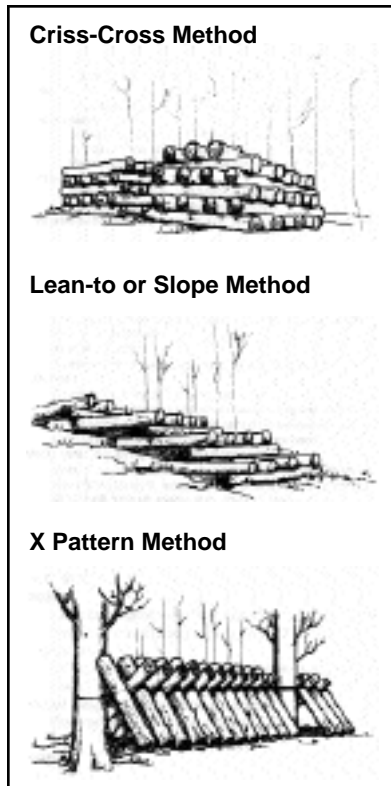 Criss-Cross Method
Lean-to or Slope Method
X Pattern Method